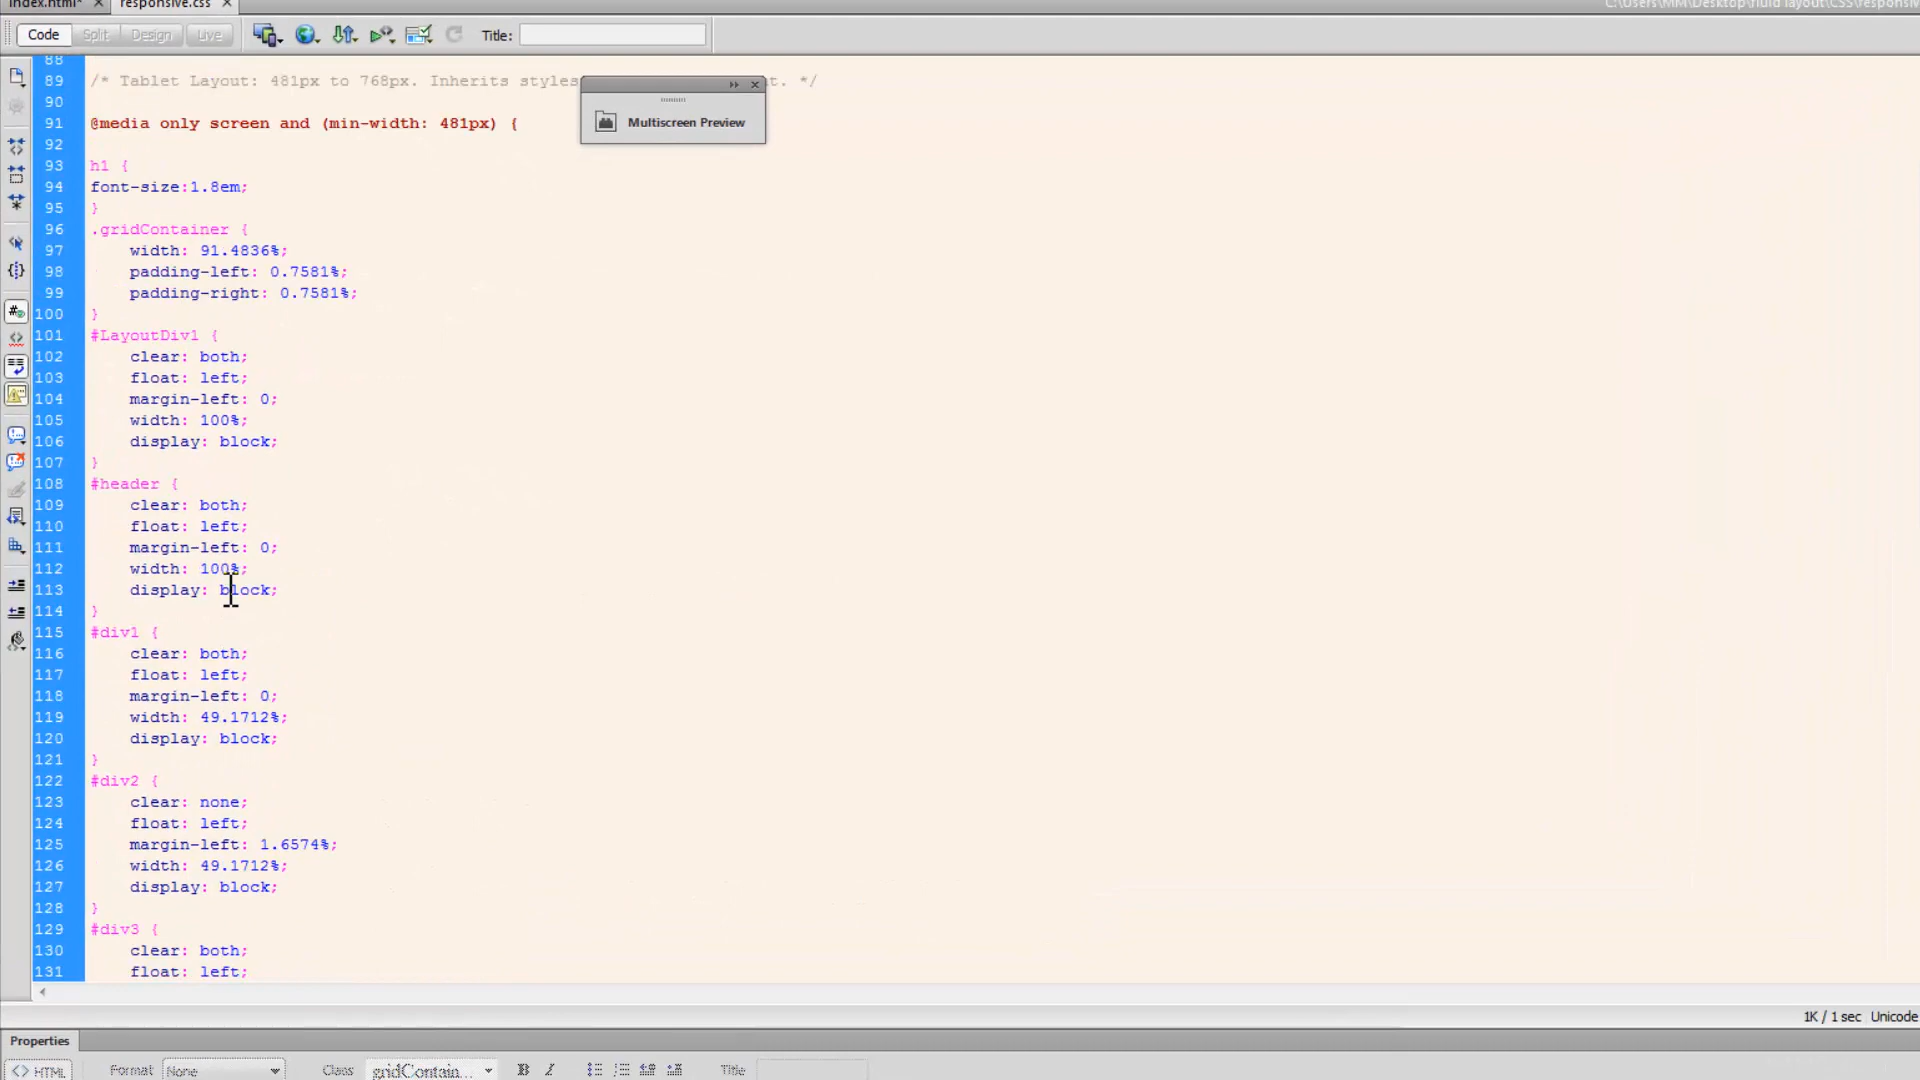 index.html* × responsive.css ×
C:\Users\MM\Desktop\fluid layout\CSS\responsiv
Code Split Design Live Title:
88
89 /* Tablet Layout: 481px to 768px. Inherits styles t. */
Multiscreen Preview
90
91 @media only screen and (min-width: 481px) {
92
93 h1 {
94 font-size:1.8em;
95 }
96 .gridContainer {
97 width: 91.4836%;
98 padding-left: 0.7581%;
99 padding-right: 0.7581%;
100 }
101 #LayoutDiv1 {
102 clear: both;
103 float: left;
104 margin-left: 0;
105 width: 100%;
106 display: block;
107 }
108 #header {
109 clear: both;
110 float: left;
111 margin-left: 0;
112 width: 100%;
113 display: block;
114 }
115 #div1 {
116 clear: both;
117 float: left;
118 margin-left: 0;
119 width: 49.1712%;
120 display: block;
121 }
122 #div2 {
123 clear: none;
124 float: left;
125 margin-left: 1.6574%;
126 width: 49.1712%;
127 display: block;
128 }
129 #div3 {
130 clear: both;
131 float: left;
1K / 1 sec Unicode
Properties
<> HTML Format None Class gridContain... B I Title